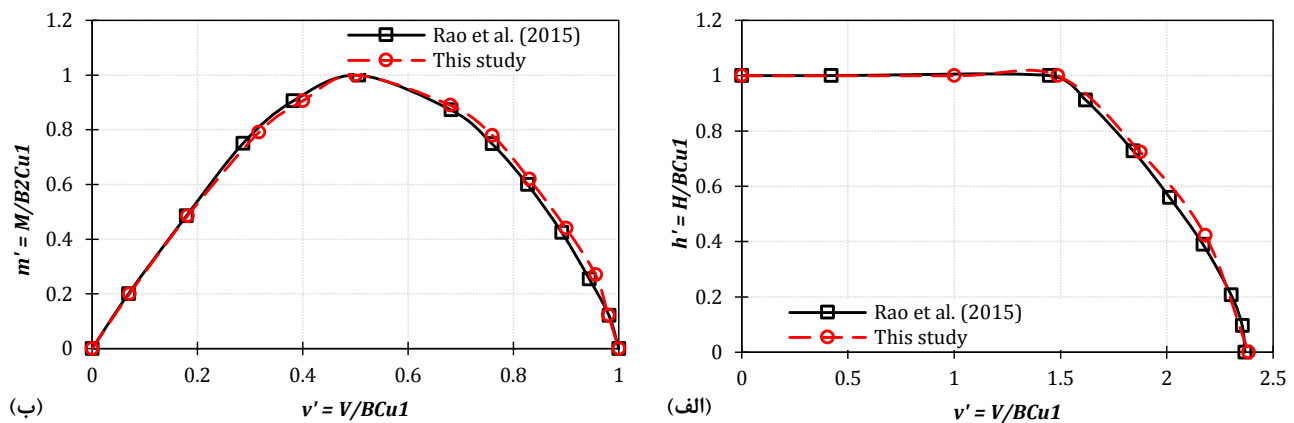 1.2
1
0.8
0.6
0.4
0.2
0
m' = M/B2Cu1
Rao et al. (2015)
This study
0 0.2 0.4 0.6 0.8 1
v' = V/BCu1
(ب)
1.2
1
0.8
0.6
0.4
0.2
0
h' = H/BCu1
Rao et al. (2015)
This study
0 0.5 1 1.5 2 2.5
v' = V/BCu1
(الف)